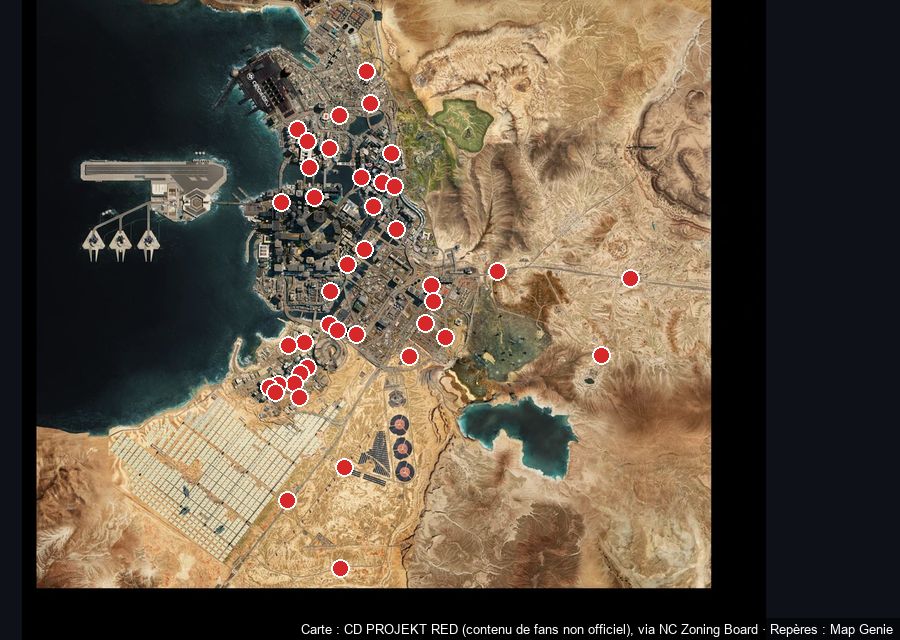 Carte : CD PROJEKT RED (contenu de fans non officiel), via NC Zoning Board · Repères : Map Genie